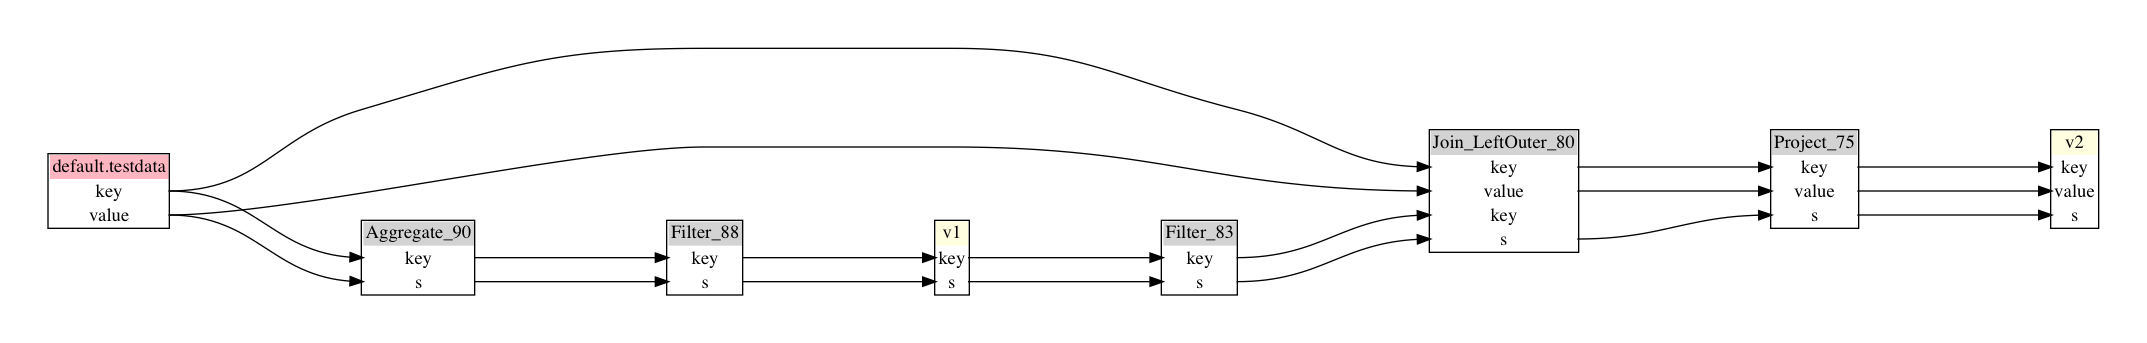 default.testdata
key
value
Aggregate_90
key
s
Filter_88
key
s
v1
key
s
Filter_83
key
s
Join_LeftOuter_80
key
value
key
s
Project_75
key
value
s
v2
key
value
s